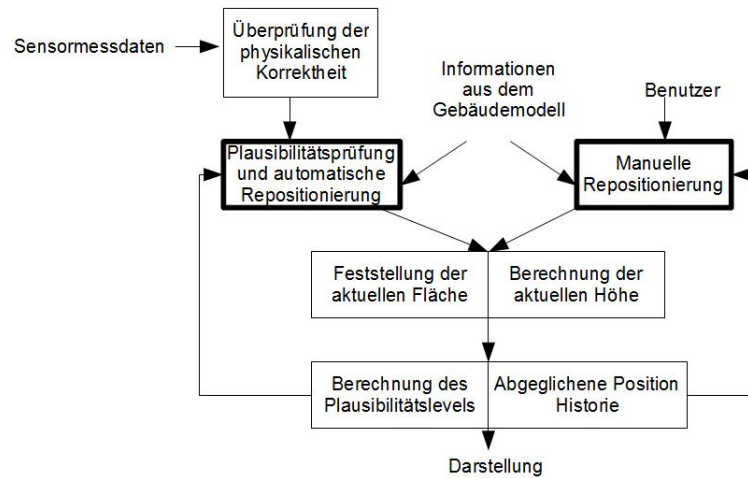 Sensormessdaten
Überprüfung der
physikalischen
Korrektheit
Informationen
aus dem
Gebäudemodell
Benutzer
Plausibilitätsprüfung
und automatische
Repositionierung
Manuelle
Repositionierung
Feststellung der
aktuellen Fläche
Berechnung der
aktuellen Höhe
Berechnung des
Plausibilitätslevels
Abgeglichene Position
Historie
Darstellung